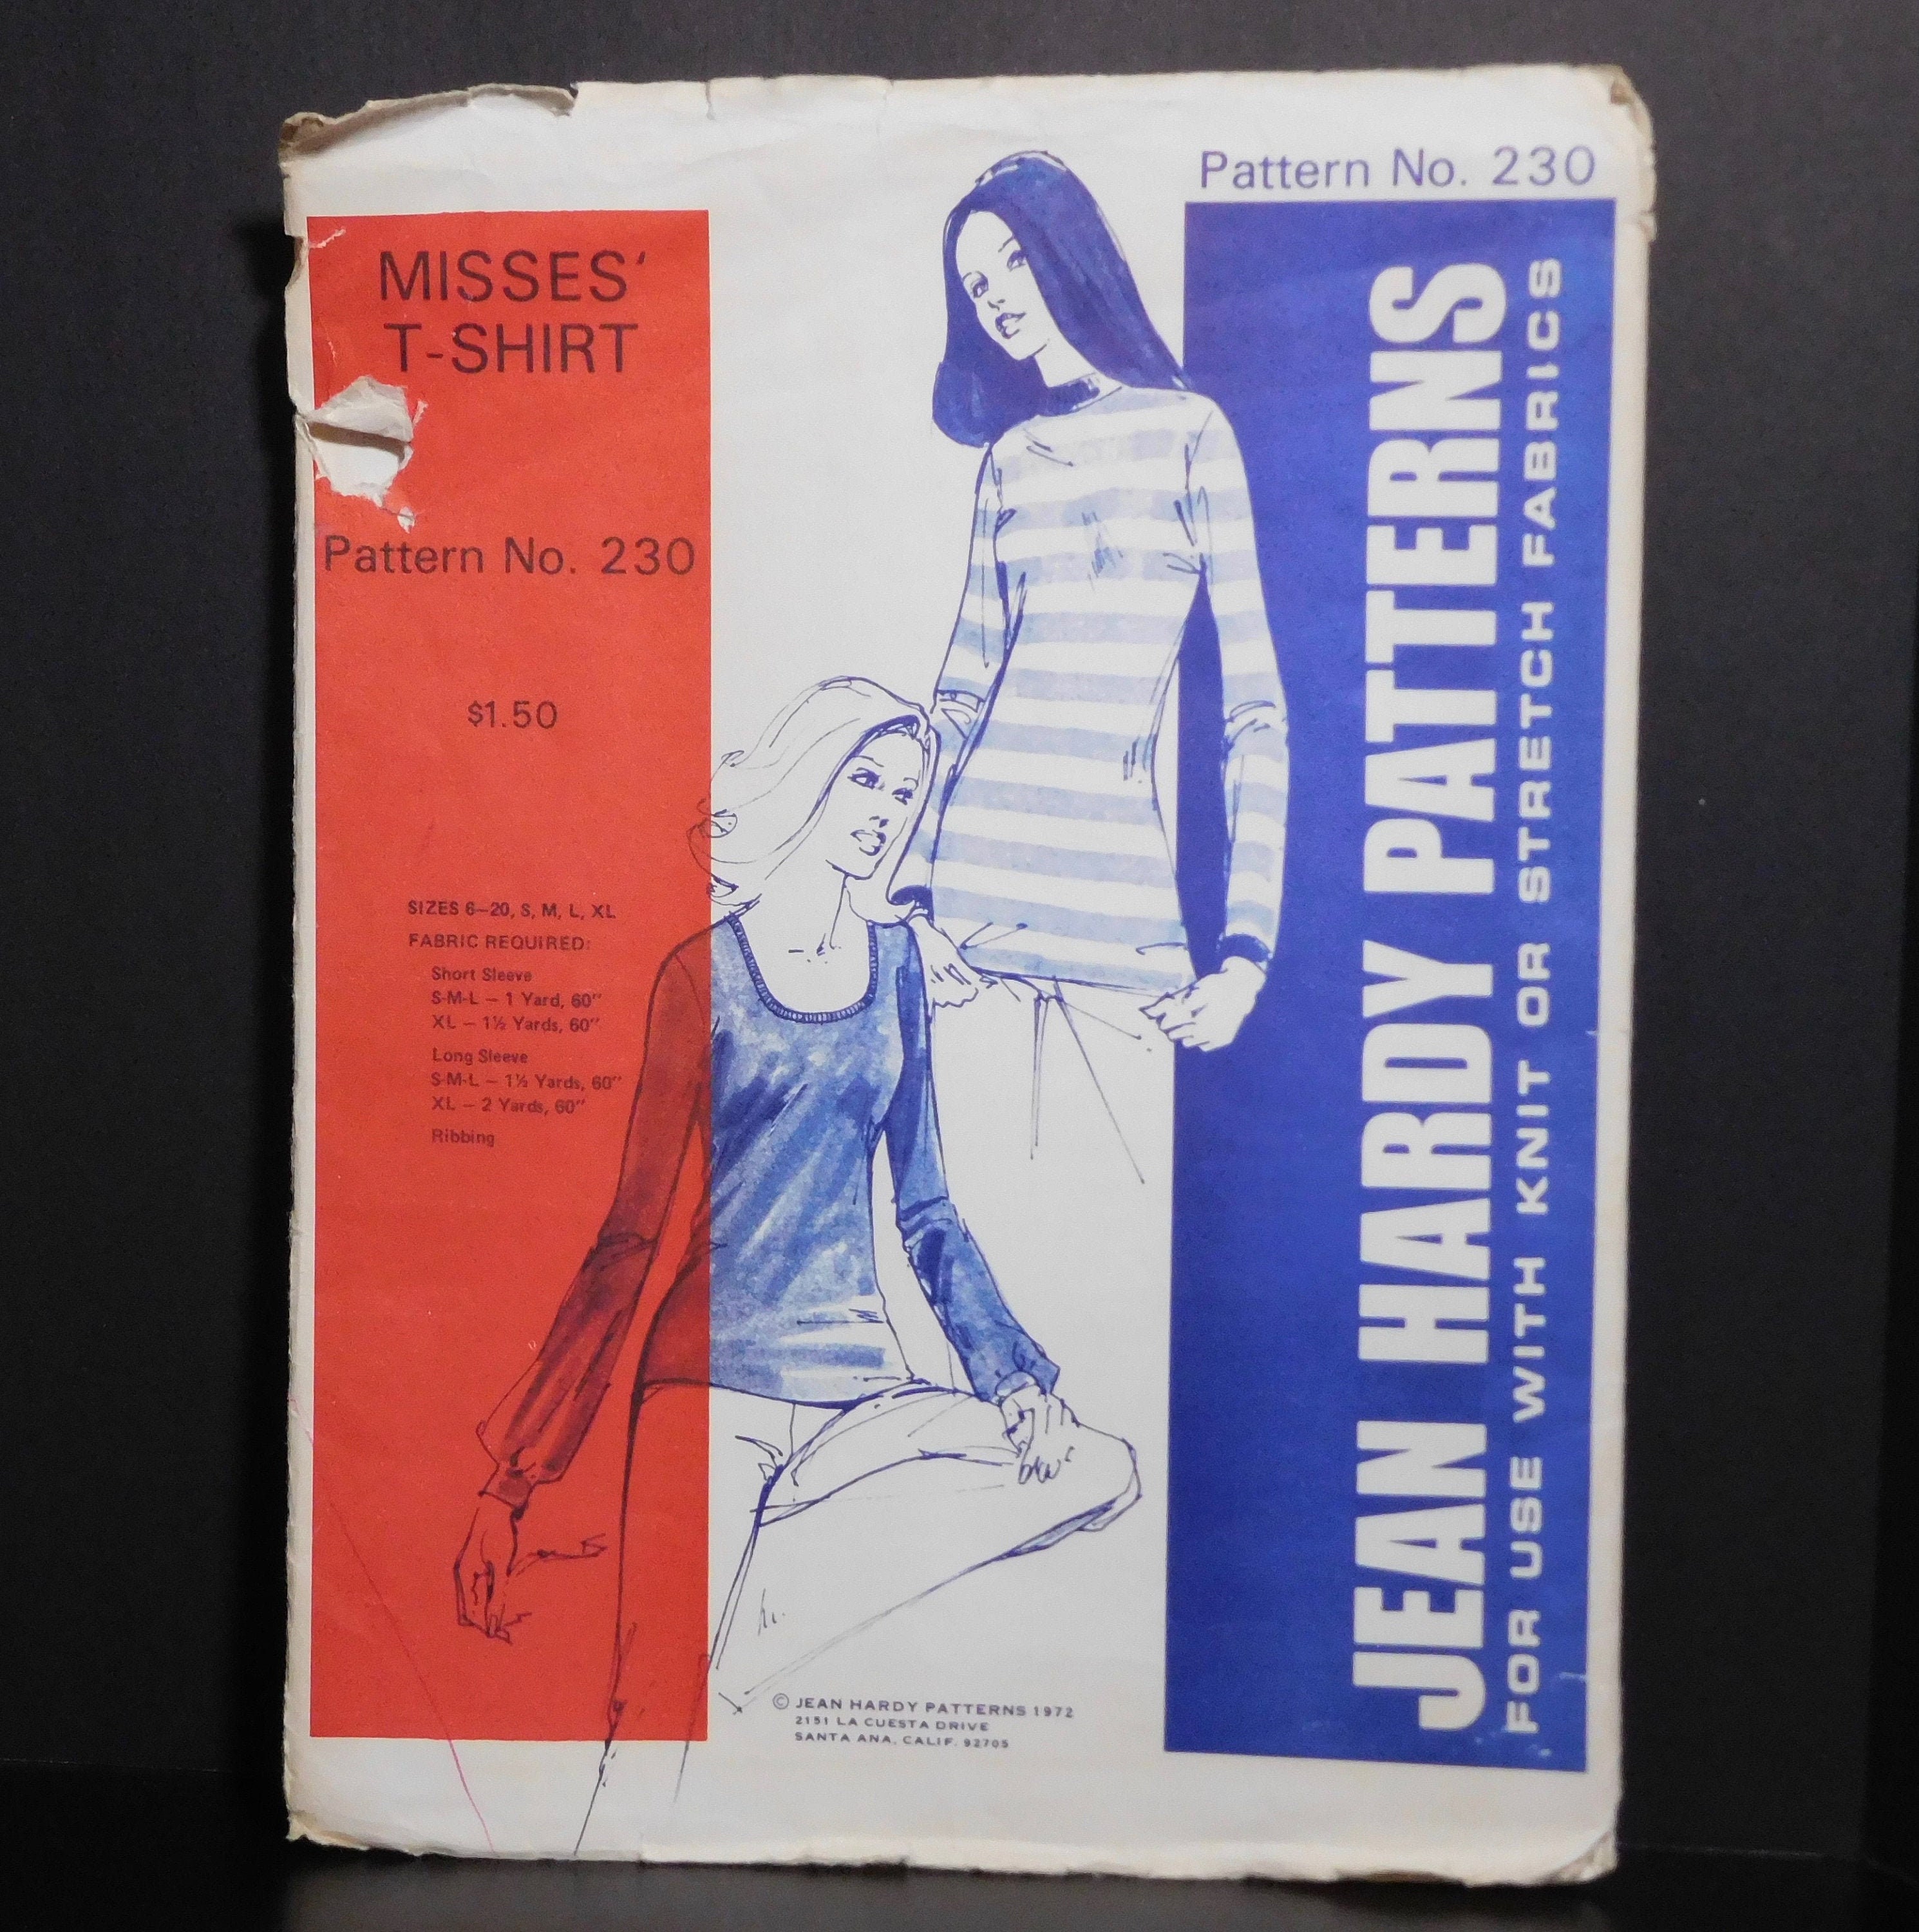 Pattern No. 230
MISSES'
T-SHIRT
Pattern No. 230
$1.50
SIZES 6–20, S, M, L, XL
FABRIC REQUIRED:
Short Sleeve
S-M-L – 1 Yard, 60"
XL – 1½ Yards, 60"
Long Sleeve
S-M-L – 1½ Yards, 60"
XL – 2 Yards, 60"
Ribbing
JEAN HARDY PATTERNS
FOR USE WITH KNIT OR STRETCH FABRICS
© JEAN HARDY PATTERNS 1972
2151 LA CUESTA DRIVE
SANTA ANA, CALIF. 92705